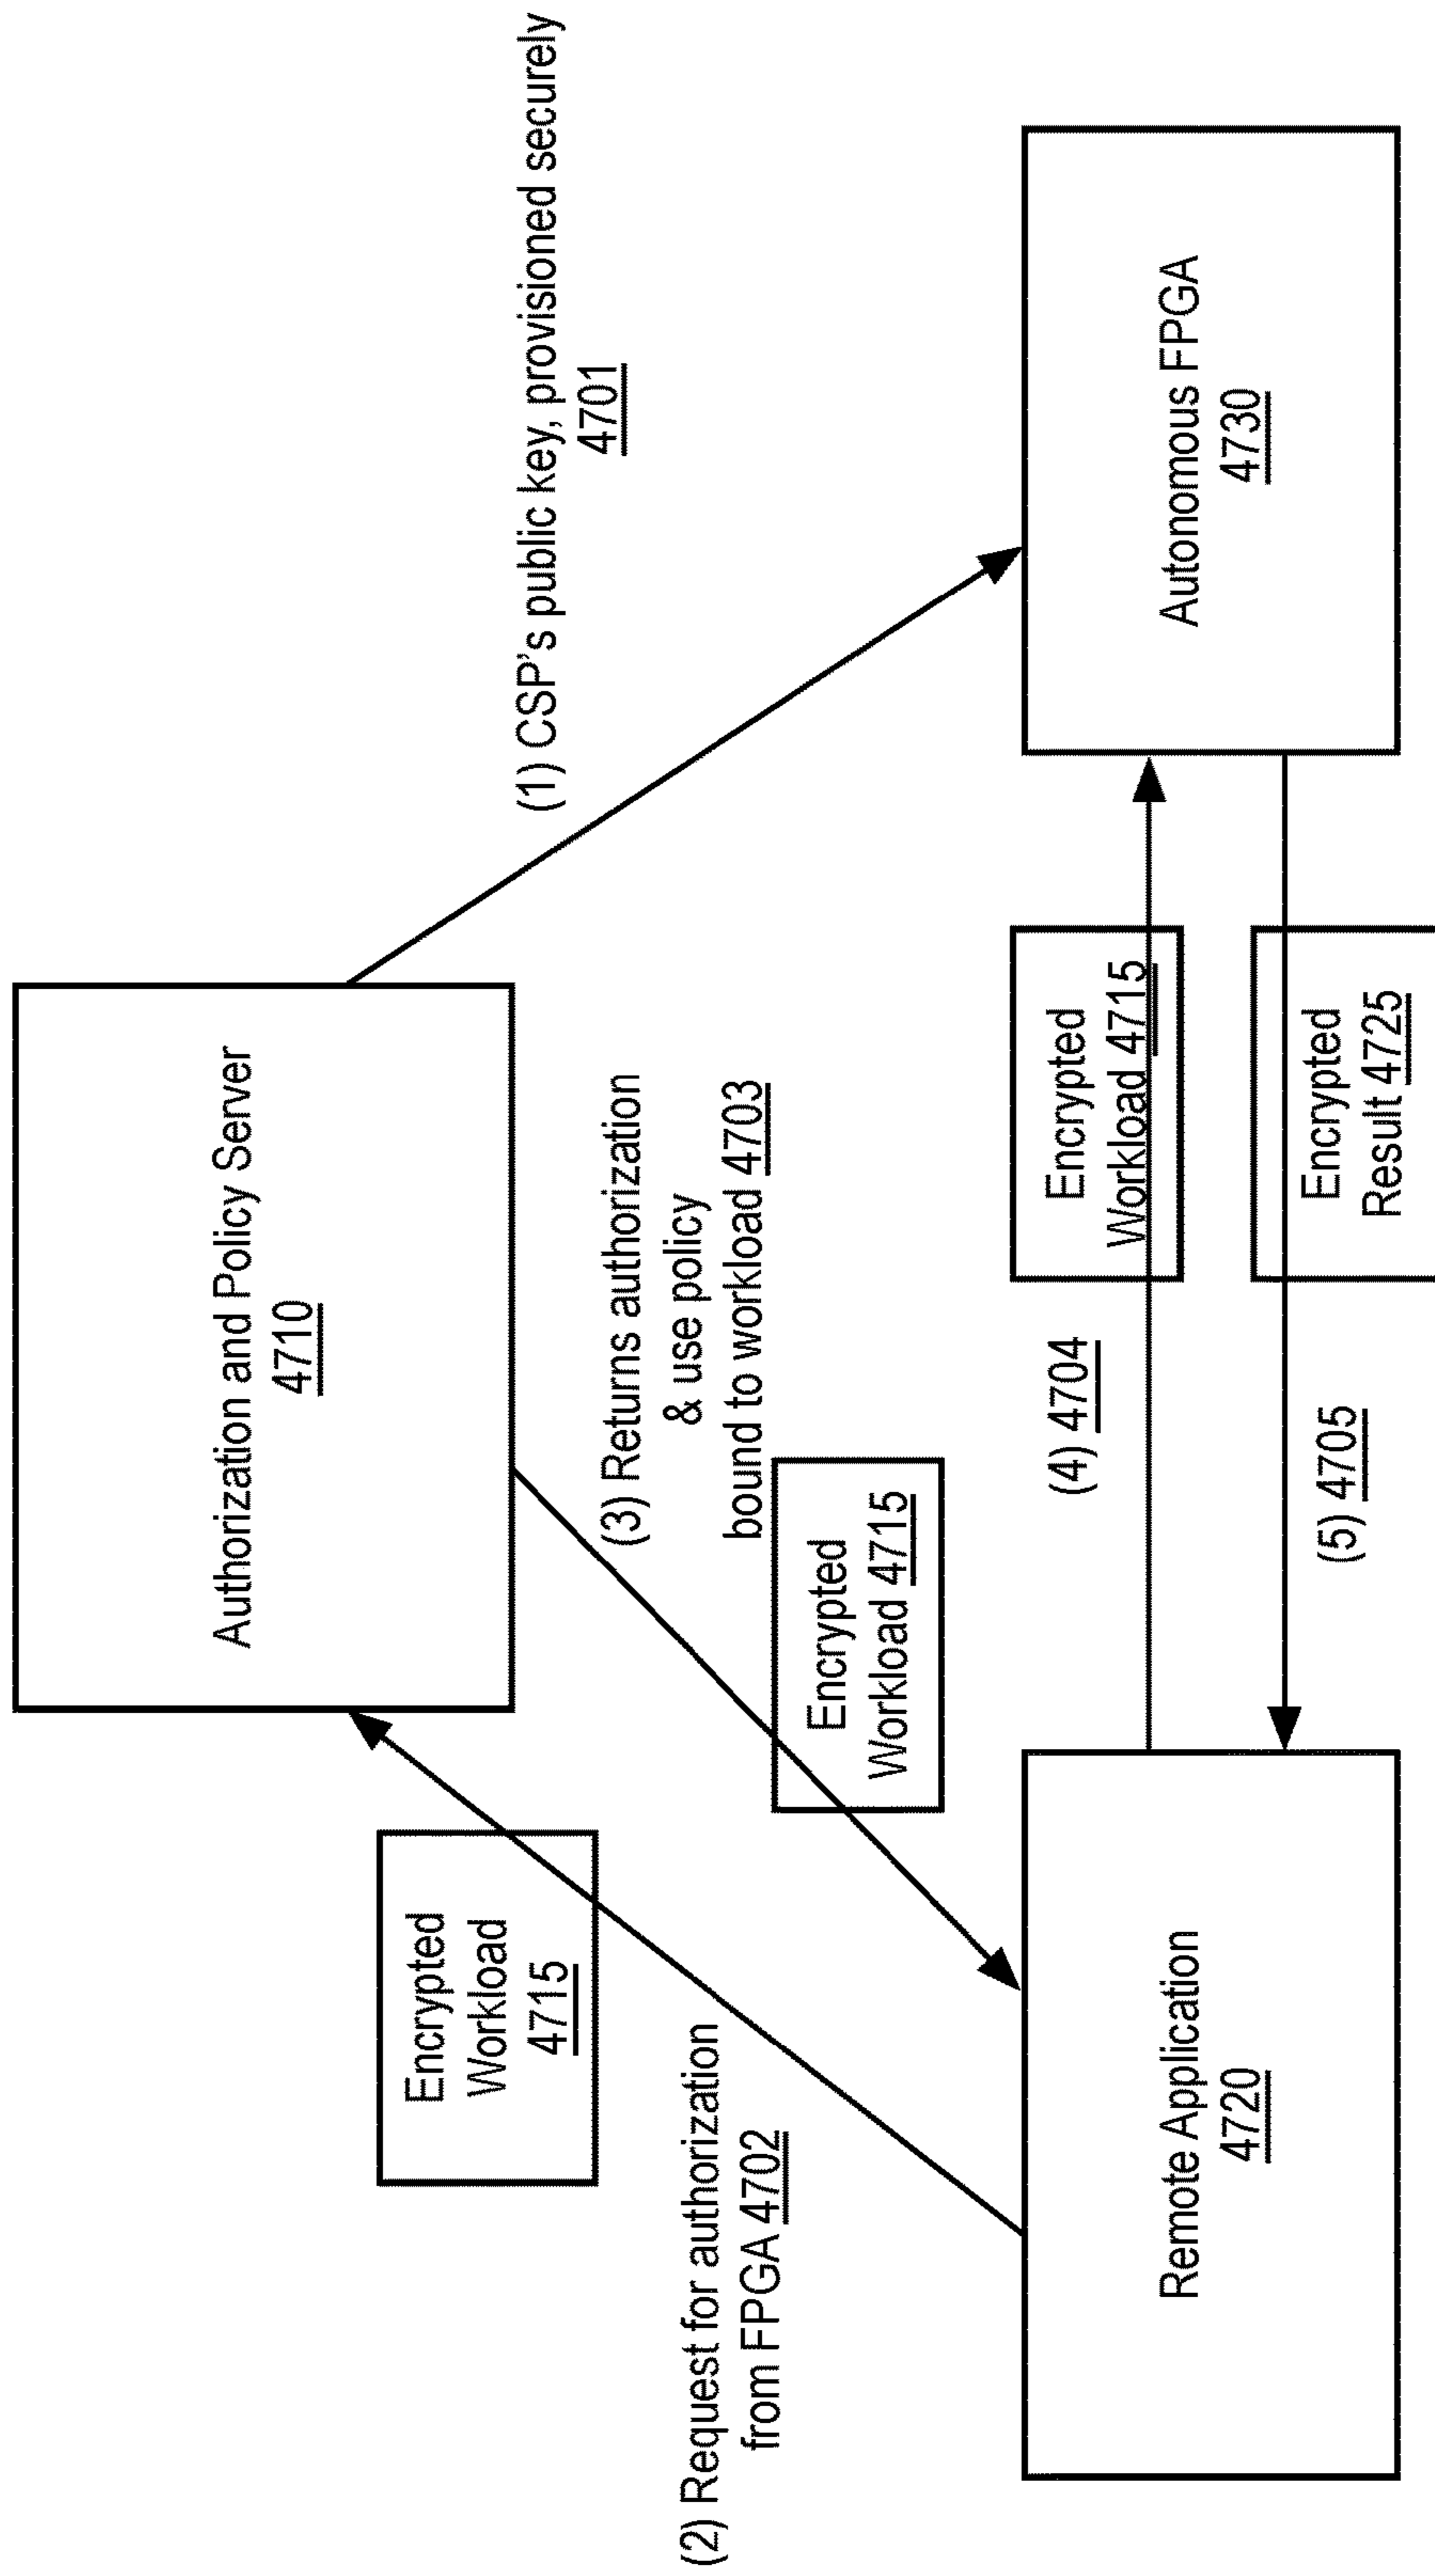 Authorization and Policy Server
4710
(1) CSP's public key, provisioned securely
4701
Encrypted
Workload
4715
(2) Request for authorization
from FPGA 4702
(3) Returns authorization
& use policy
bound to workload 4703
Encrypted
Workload 4715
Remote Application
4720
(4) 4704
Encrypted
Workload 4715
(5) 4705
Encrypted
Result 4725
Autonomous FPGA
4730